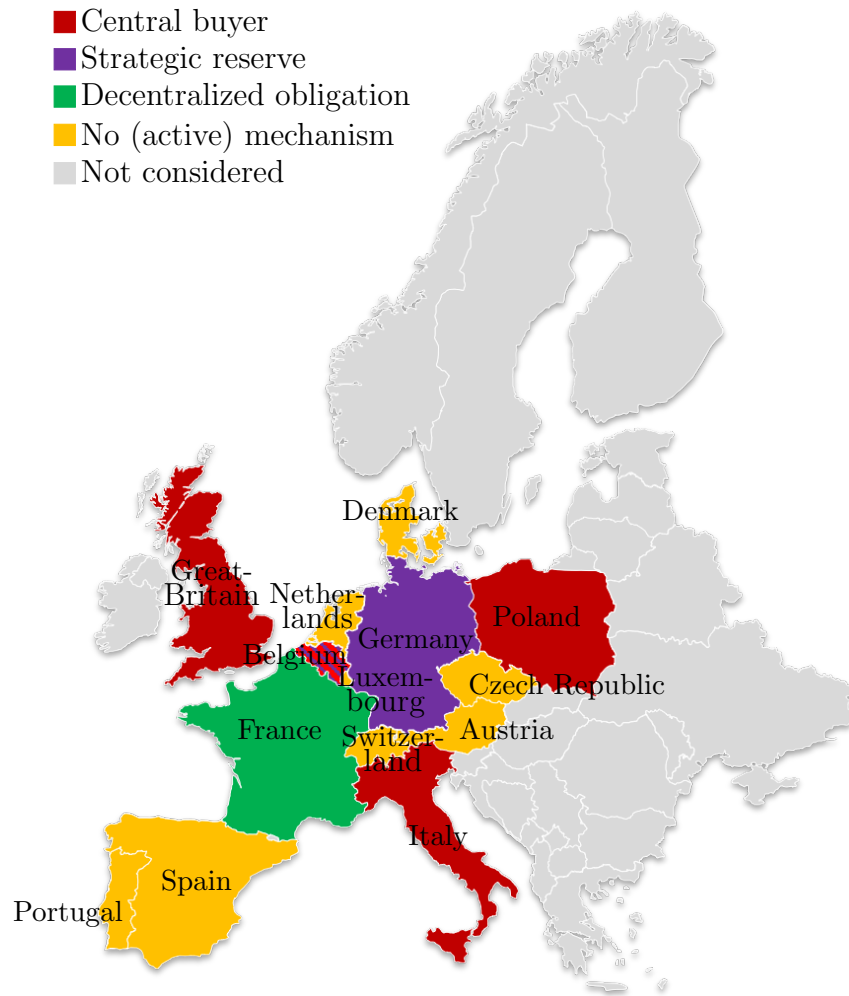 Central buyer
Strategic reserve
Decentralized obligation
No (active) mechanism
Not considered
Denmark
Great-
Britain
Nether-
lands
Poland
Germany
Belgium
Luxem-
bourg
Czech Republic
France
Switzer-
land
Austria
Italy
Spain
Portugal